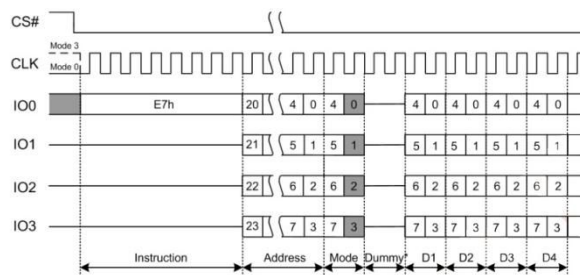 CS#
Mode 3
CLK
Mode 0
IO0 E7h 20 4 0 4 0 4 0 4 0 4 0 4 0
IO1 21 5 1 5 1 5 1 5 1 5 1 5 1
IO2 22 6 2 6 2 6 2 6 2 6 2 6 2
IO3 23 7 3 7 3 7 3 7 3 7 3 7 3
Instruction Address Mode Dummy* D1 D2 D3 D4